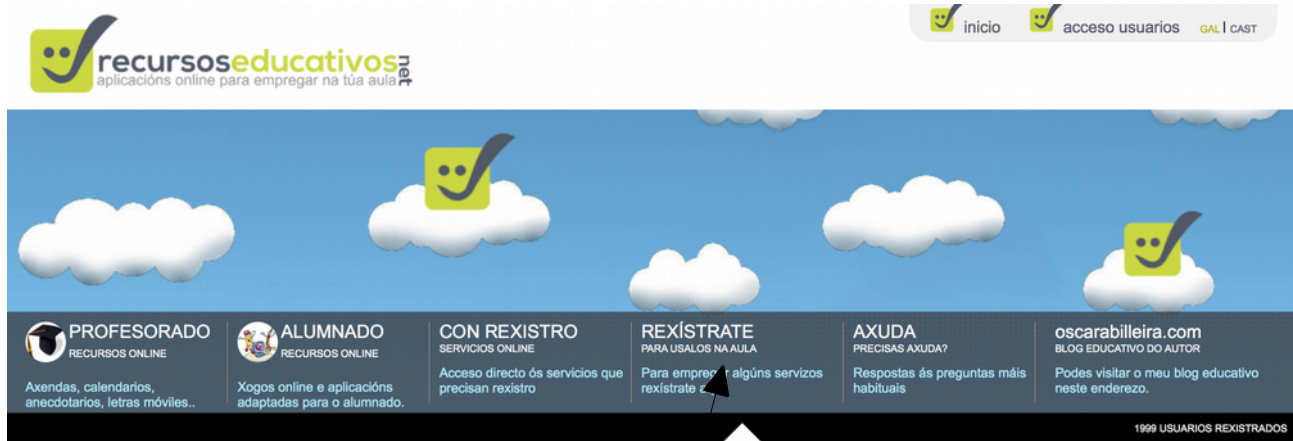 inicio
acceso usuarios
GAL | CAST
recursoseducativos net
aplicacións online para empregar na túa aula
PROFESORADO
RECURSOS ONLINE
Axendas, calendarios,
anecdotarios, letras móviles..
ALUMNADO
RECURSOS ONLINE
Xogos online e aplicacións
adaptadas para o alumnado.
CON REXISTRO
SERVICIOS ONLINE
Acceso directo ós servicios que
precisan rexistro
REXÍSTRATE
PARA USALOS NA AULA
Para empregar algúns servizos
rexístrate
AXUDA
PRECISAS AXUDA?
Respostas ás preguntas máis
habituais
oscarabilleira.com
BLOG EDUCATIVO DO AUTOR
Podes visitar o meu blog educativo
neste enderezo.
1999 USUARIOS REXISTRADOS